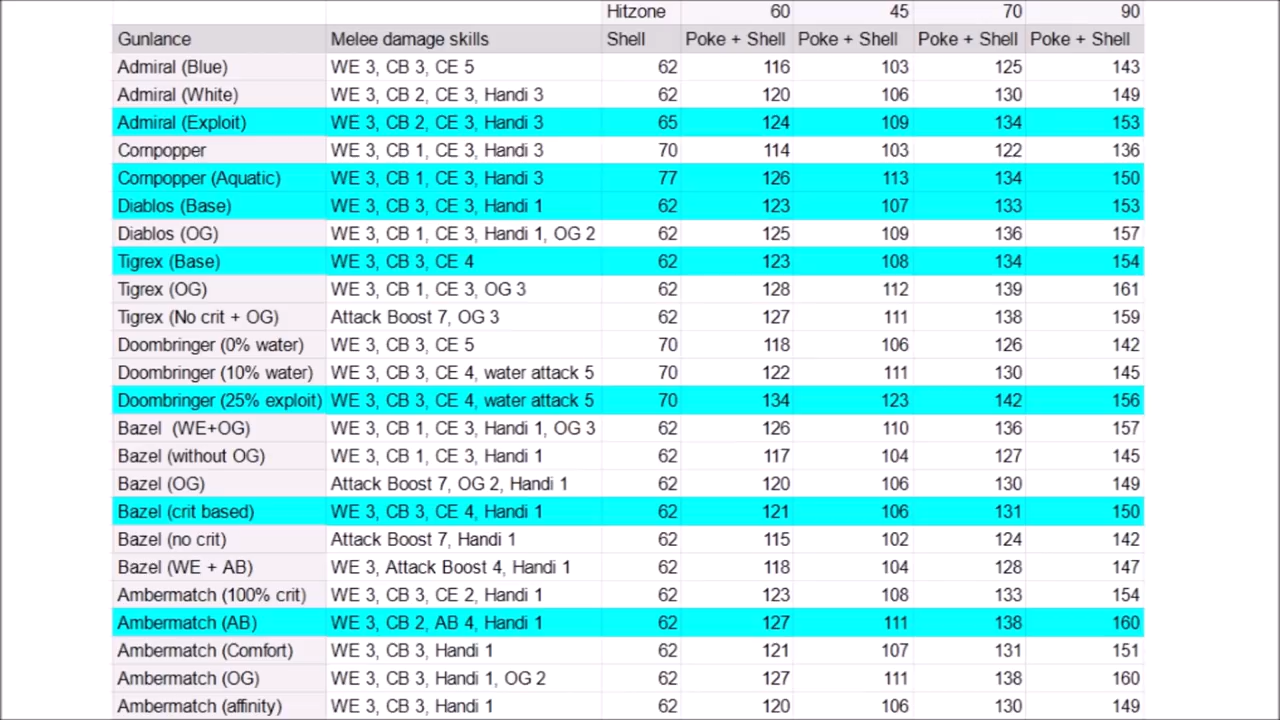 Hitzone 60 45 70 90
Gunlance Melee damage skills Shell Poke + Shell Poke + Shell Poke + Shell Poke + Shell
Admiral (Blue) WE 3, CB 3, CE 5 62 116 103 125 143
Admiral (White) WE 3, CB 2, CE 3, Handi 3 62 120 106 130 149
Admiral (Exploit) WE 3, CB 2, CE 3, Handi 3 65 124 109 134 153
Cornpopper WE 3, CB 1, CE 3, Handi 3 70 114 103 122 136
Cornpopper (Aquatic) WE 3, CB 1, CE 3, Handi 3 77 126 113 134 150
Diablos (Base) WE 3, CB 3, CE 3, Handi 1 62 123 107 133 153
Diablos (OG) WE 3, CB 1, CE 3, Handi 1, OG 2 62 125 109 136 157
Tigrex (Base) WE 3, CB 3, CE 4 62 123 108 134 154
Tigrex (OG) WE 3, CB 1, CE 3, OG 3 62 128 112 139 161
Tigrex (No crit + OG) Attack Boost 7, OG 3 62 127 111 138 159
Doombringer (0% water) WE 3, CB 3, CE 5 70 118 106 126 142
Doombringer (10% water) WE 3, CB 3, CE 4, water attack 5 70 122 111 130 145
Doombringer (25% exploit) WE 3, CB 3, CE 4, water attack 5 70 134 123 142 156
Bazel (WE+OG) WE 3, CB 1, CE 3, Handi 1, OG 3 62 126 110 136 157
Bazel (without OG) WE 3, CB 1, CE 3, Handi 1 62 117 104 127 145
Bazel (OG) Attack Boost 7, OG 2, Handi 1 62 120 106 130 149
Bazel (crit based) WE 3, CB 3, CE 4, Handi 1 62 121 106 131 150
Bazel (no crit) Attack Boost 7, Handi 1 62 115 102 124 142
Bazel (WE + AB) WE 3, Attack Boost 4, Handi 1 62 118 104 128 147
Ambermatch (100% crit) WE 3, CB 3, CE 2, Handi 1 62 123 108 133 154
Ambermatch (AB) WE 3, CB 2, AB 4, Handi 1 62 127 111 138 160
Ambermatch (Comfort) WE 3, CB 3, Handi 1 62 121 107 131 151
Ambermatch (OG) WE 3, CB 3, Handi 1, OG 2 62 127 111 138 160
Ambermatch (affinity) WE 3, CB 3, Handi 1 62 120 106 130 149